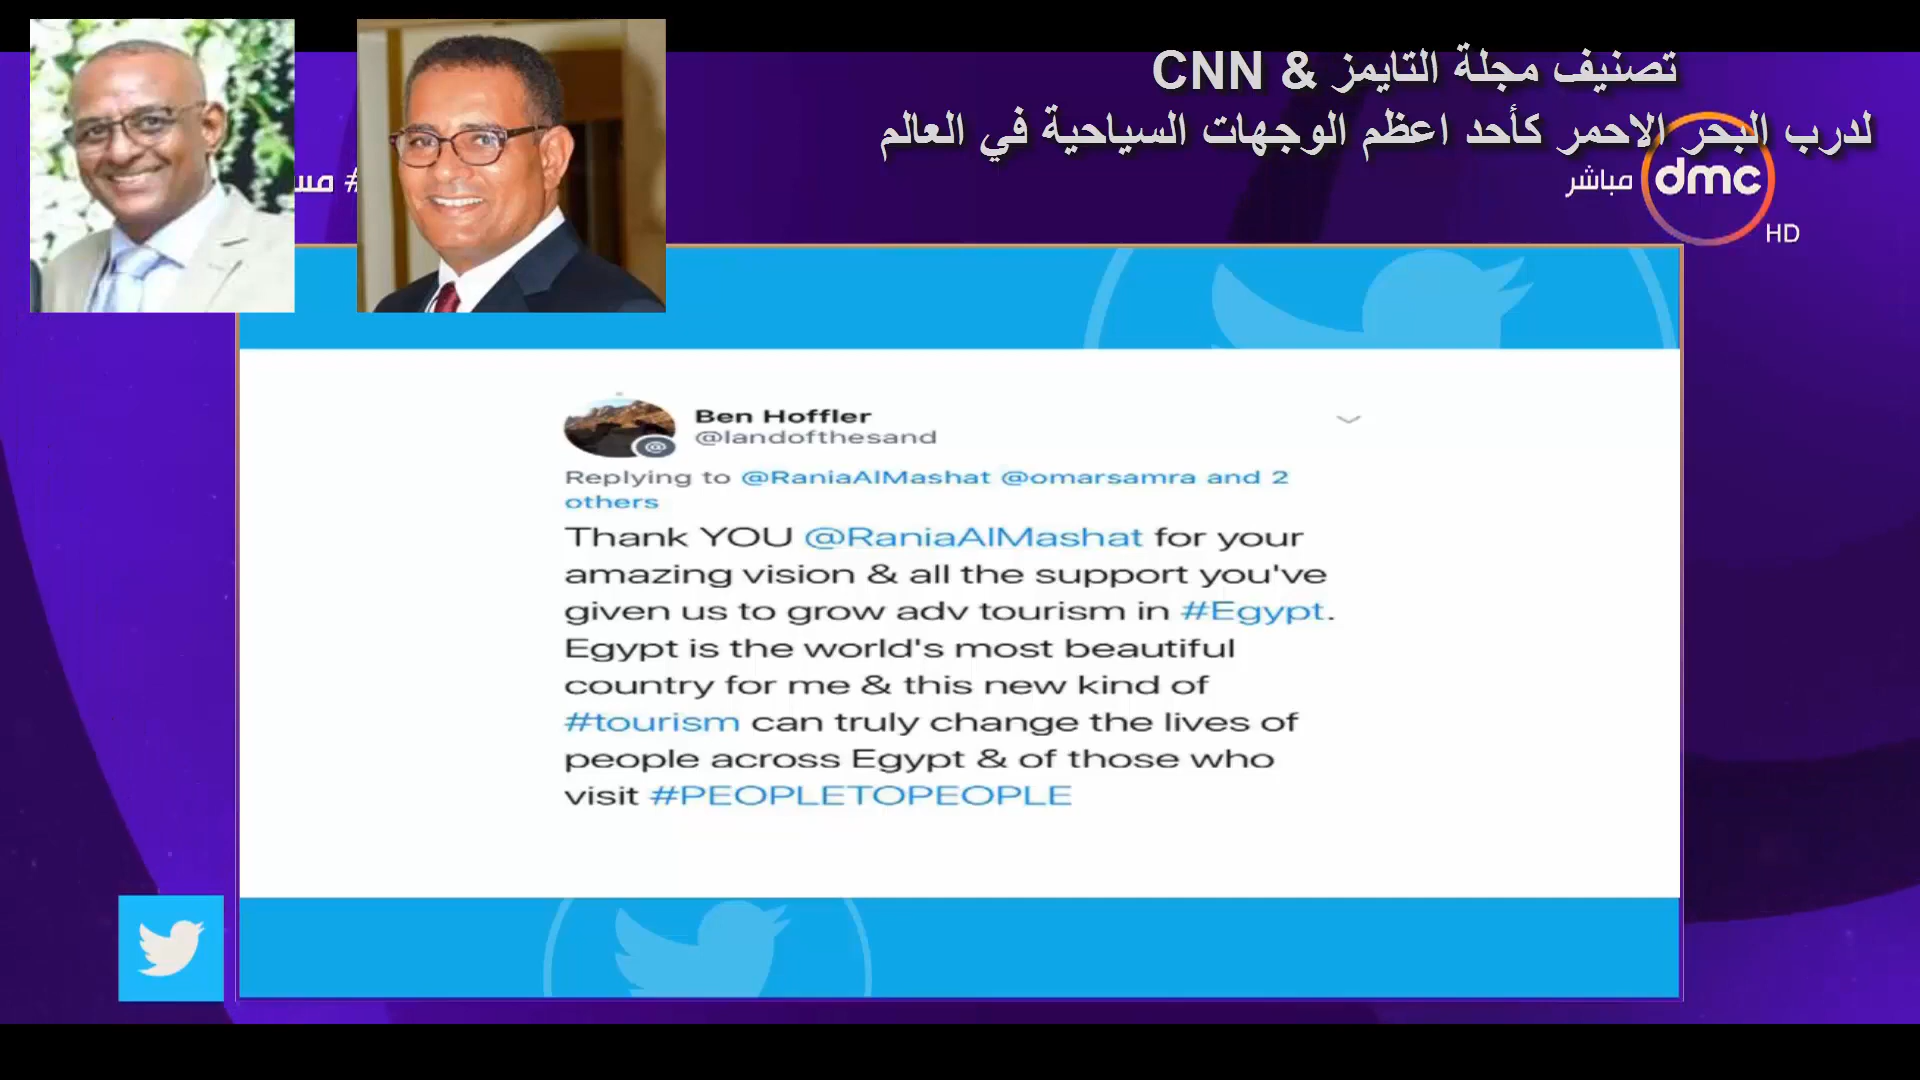 تصنيف مجلة التايمز & CNN
لدرب البحر الاحمر كأحد اعظم الوجهات السياحية في العالم
مباشر dmc
HD
#
Ben Hoffler
@landofthesand
Replying to @RaniaAlMashat @omarsamra and 2
others
Thank YOU @RaniaAlMashat for your
amazing vision & all the support you've
given us to grow adv tourism in #Egypt.
Egypt is the world's most beautiful
country for me & this new kind of
#tourism can truly change the lives of
people across Egypt & of those who
visit #PEOPLETOPEOPLE